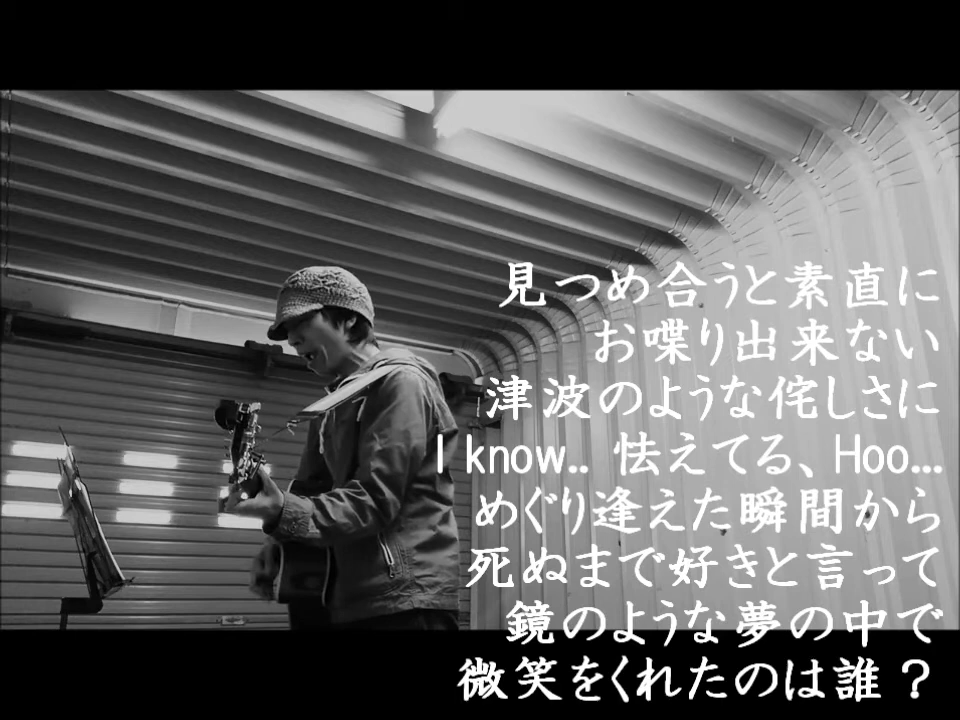 見つめ合うと素直に
お喋り出来ない
津波のような侘しさに
I know.. 怯えてる、Hoo...
めぐり逢えた瞬間から
死ぬまで好きと言って
鏡のような夢の中で
微笑をくれたのは誰？